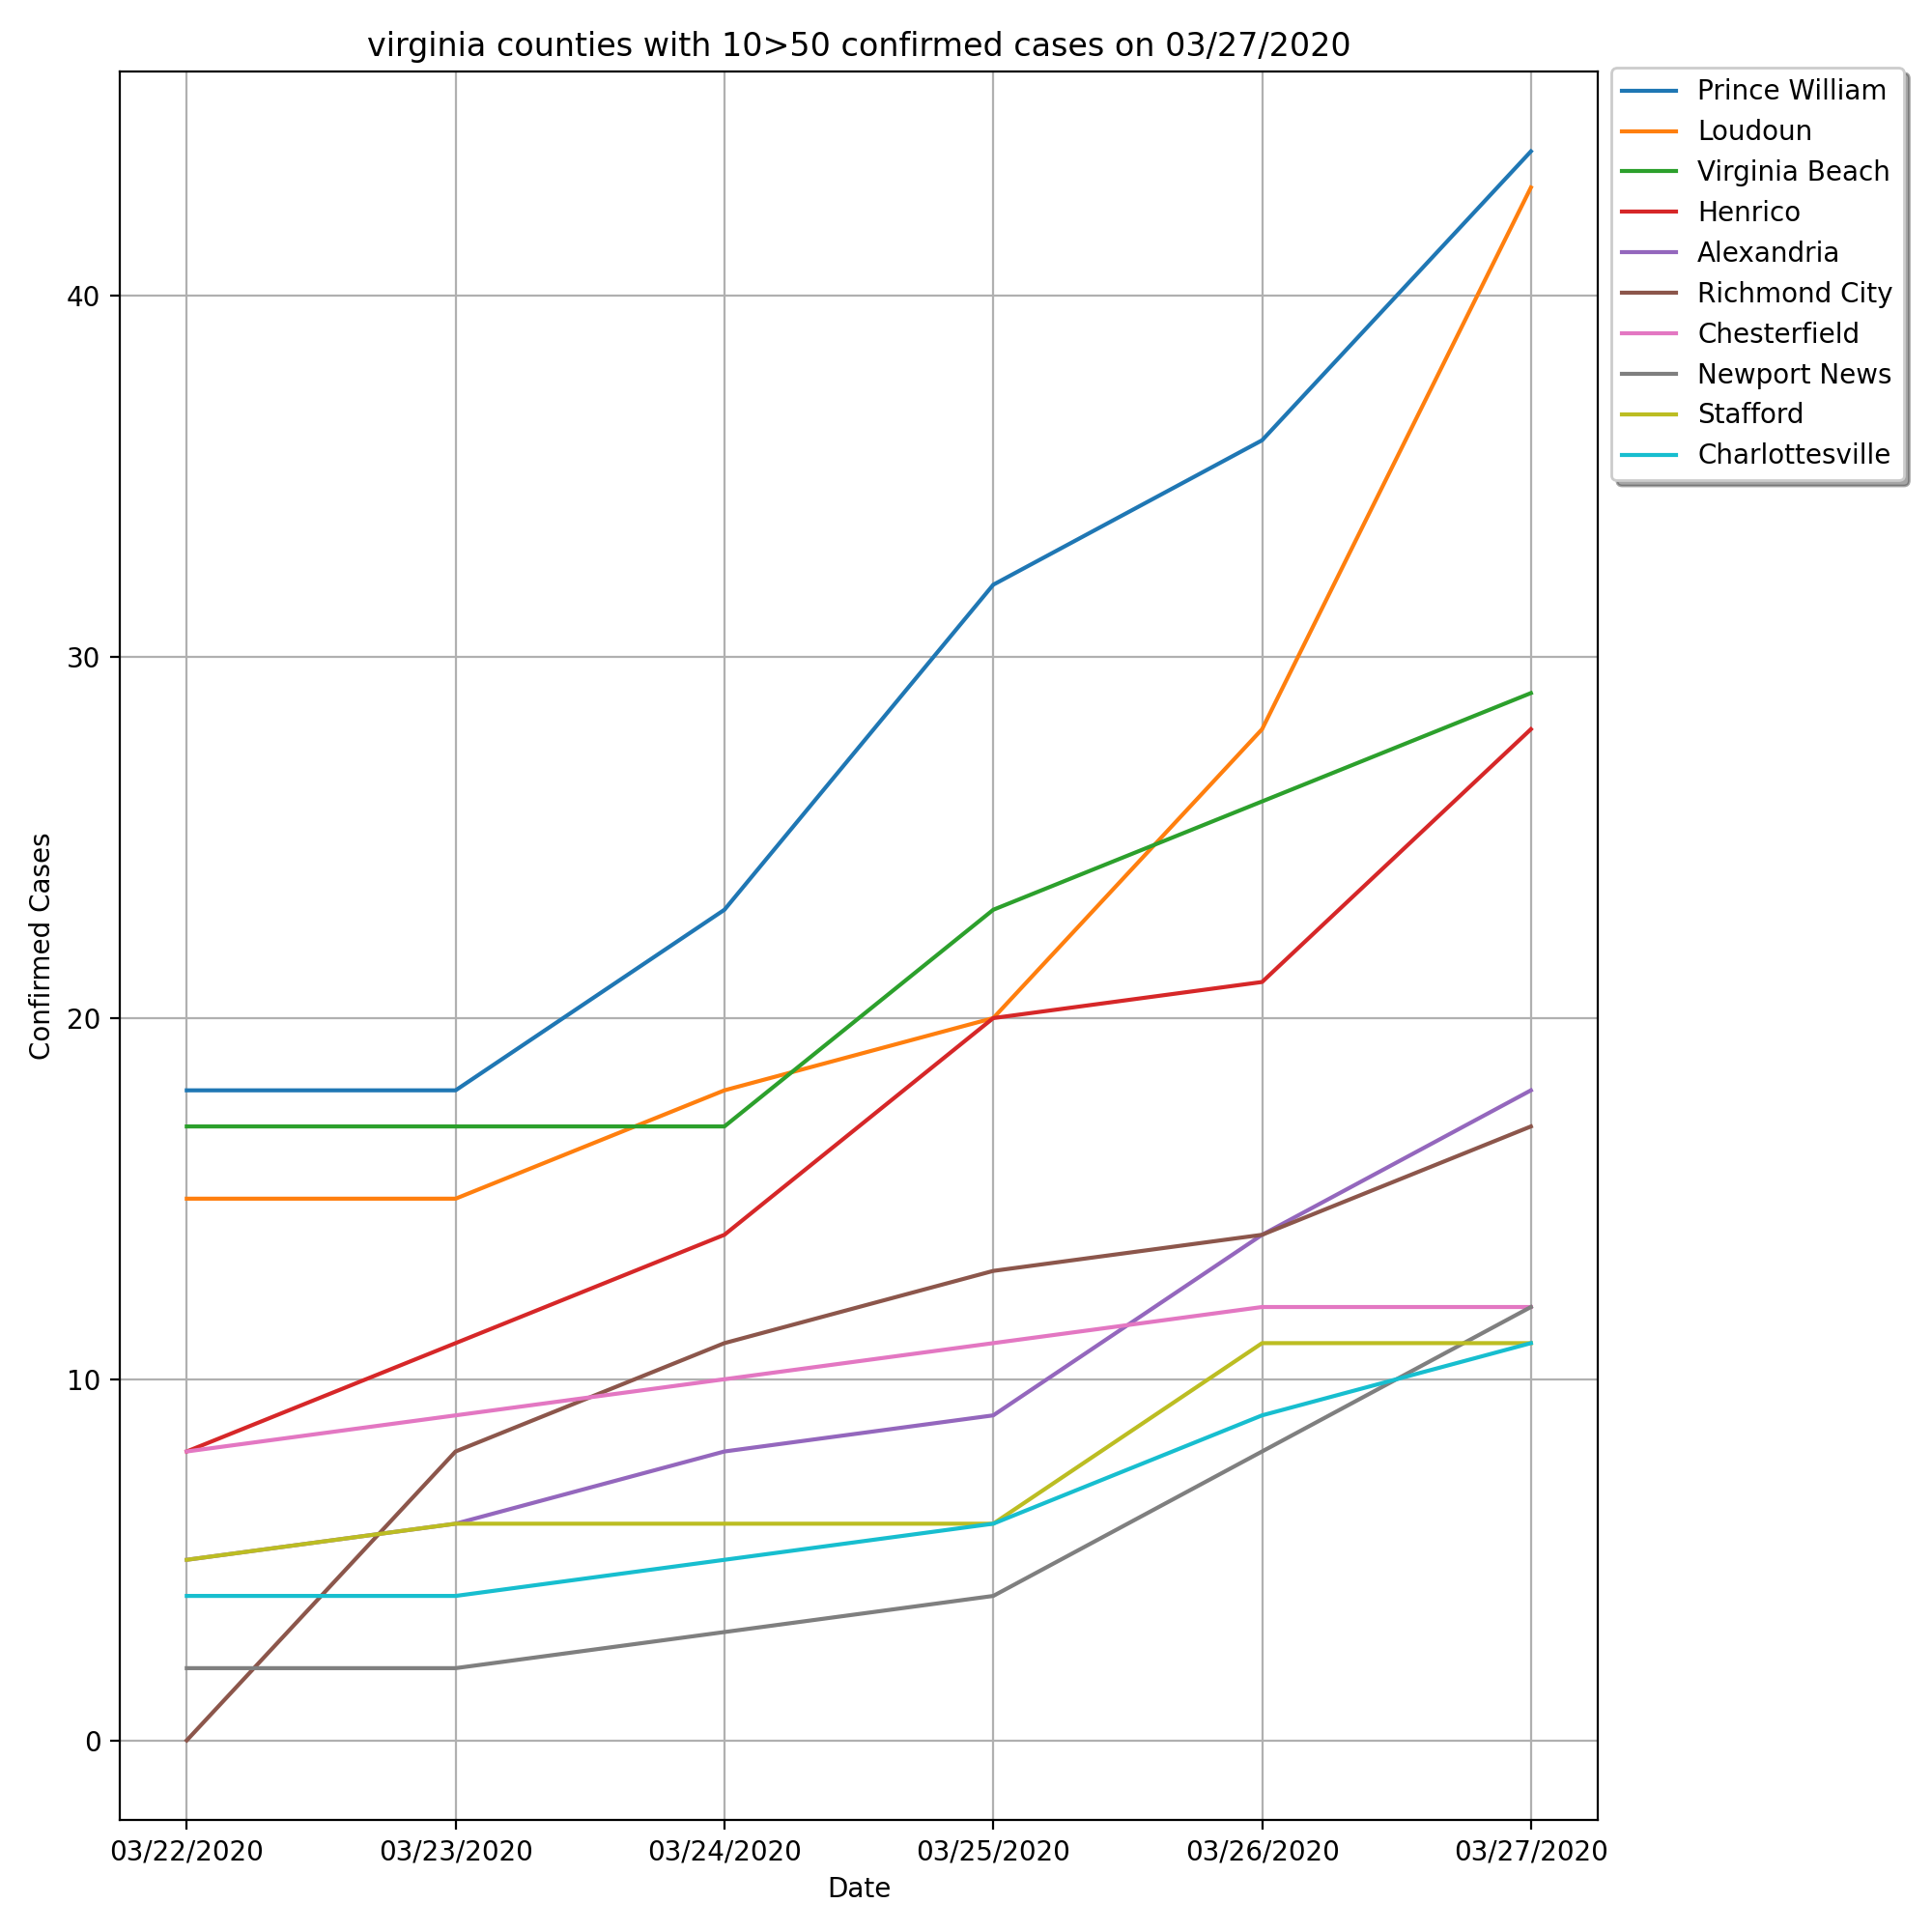 virginia counties with 10>50 confirmed cases on 03/27/2020
Prince William
Loudoun
Virginia Beach
Henrico
Alexandria
Richmond City
Chesterfield
Newport News
Stafford
Charlottesville
Confirmed Cases
40
30
20
10
0
03/22/2020 03/23/2020 03/24/2020 03/25/2020 03/26/2020 03/27/2020
Date